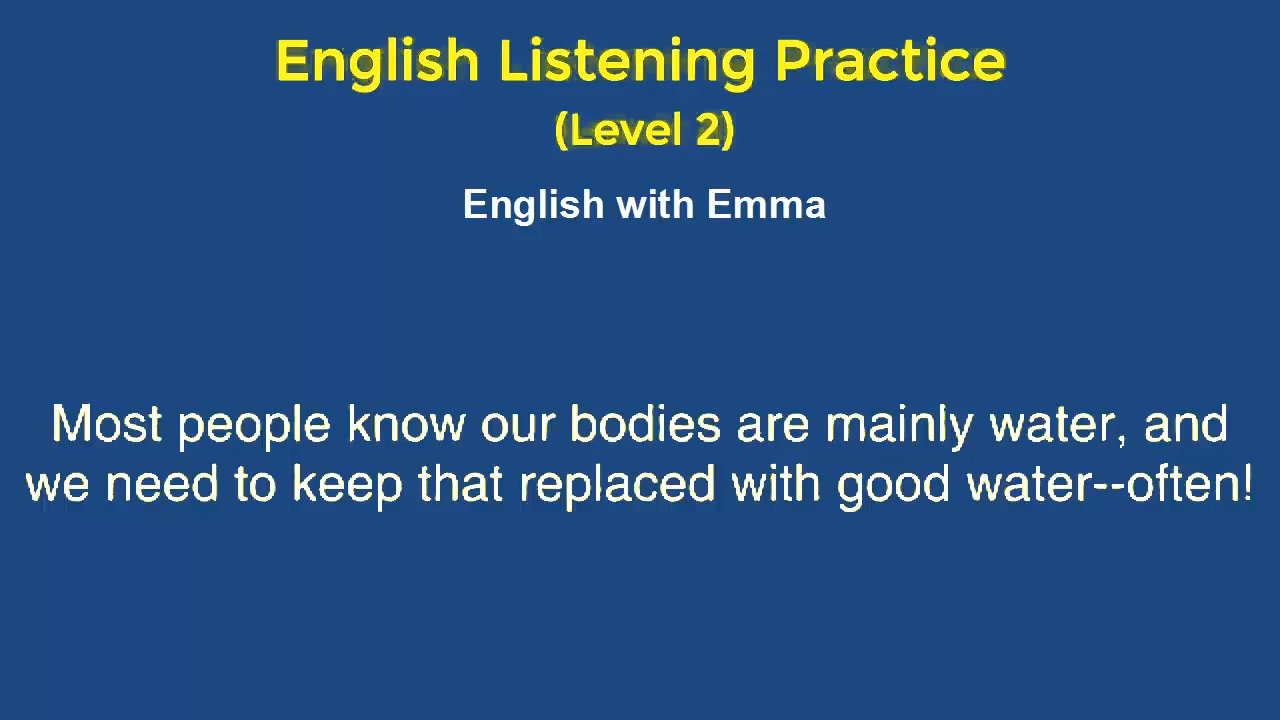 English Listening Practice
(Level 2)
English with Emma
Most people know our bodies are mainly water, and
we need to keep that replaced with good water--often!